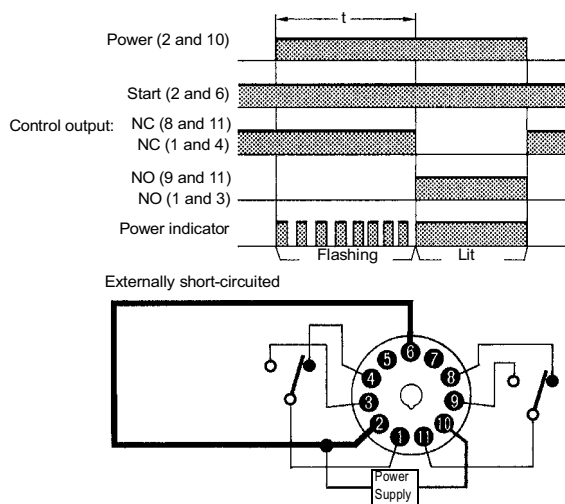 t
Power (2 and 10)
Start (2 and 6)
Control output: NC (8 and 11)
NC (1 and 4)
NO (9 and 11)
NO (1 and 3)
Power indicator
Flashing Lit
Externally short-circuited
6
5 7
4 8
3 9
2 10
1 11
Power
Supply